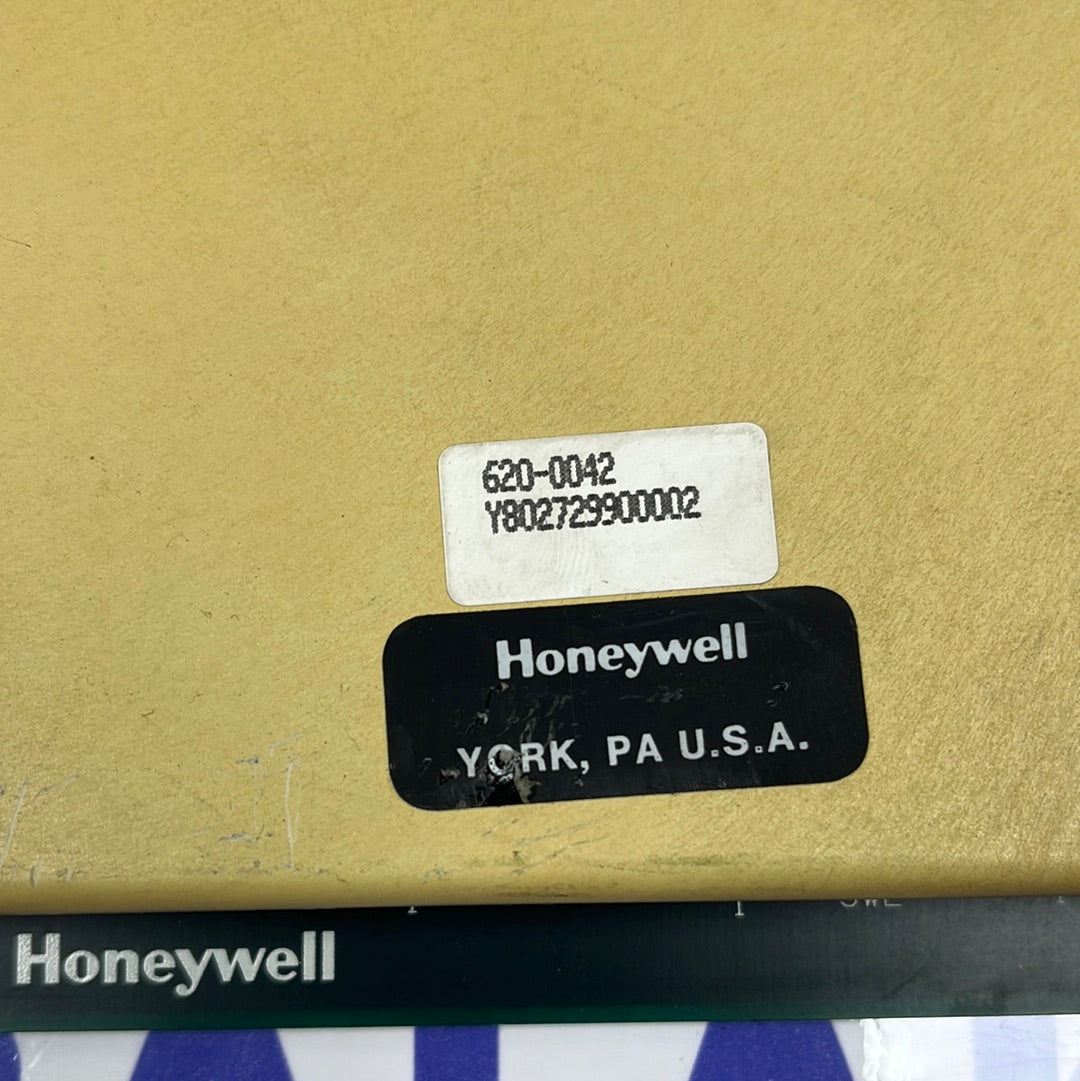 620-0042
Y802729900002
Honeywell
YORK, PA U.S.A.
Honeywell